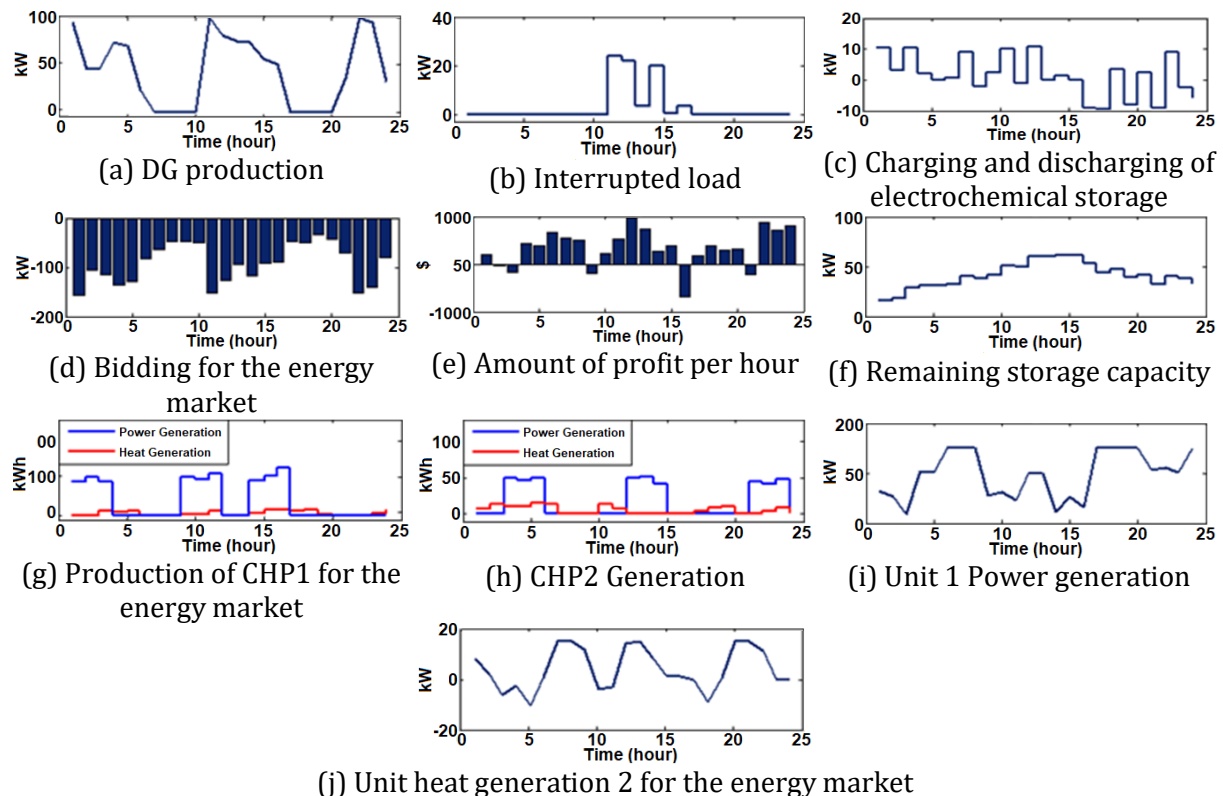 100
50
0
kW
0 5 10 15 20 25
Time (hour)
(a) DG production
40
20
0
kW
0 5 10 15 20 25
Time (hour)
(b) Interrupted load
20
10
0
-10
kW
0 5 10 15 20 25
Time (hour)
(c) Charging and discharging of
electrochemical storage
0
-100
-200
kW
0 5 10 15 20 25
(d) Bidding for the energy
market
1000
50
-1000
$
5 10 15 20 25
(e) Amount of profit per hour
100
50
0
kW
0 5 10 15 20 25
(f) Remaining storage capacity
00
100
0
kWh
Power Generation
Heat Generation
0 5 10 15 20 25
Time (hour)
(g) Production of CHP1 for the
energy market
100
50
0
kWh
Power Generation
Heat Generation
0 5 10 15 20 25
Time (hour)
(h) CHP2 Generation
200
50
0
kW
0 5 10 15 20 25
Time (hour)
(i) Unit 1 Power generation
20
0
-20
kW
0 5 10 15 20 25
Time (hour)
(j) Unit heat generation 2 for the energy market